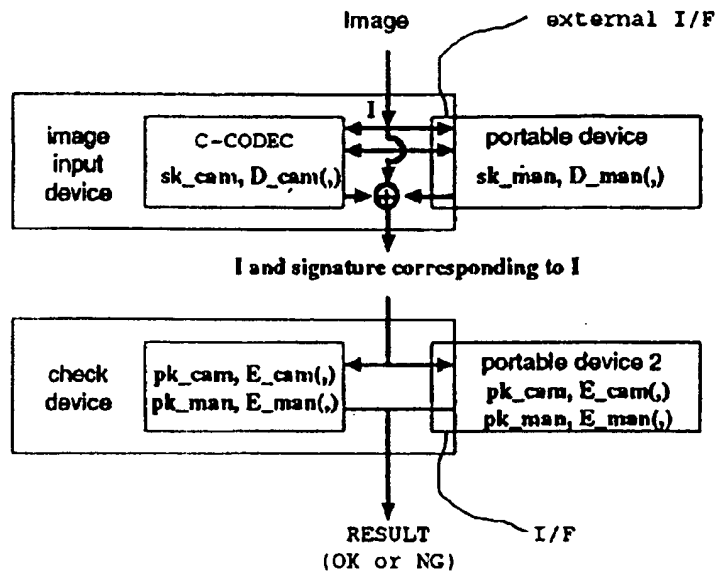 Image
external I/F
I
image
input
device
C-CODEC
sk_cam, D_cam(,)
portable device
sk_man, D_man(,)
I and signature corresponding to I
check
device
pk_cam, E_cam(,)
pk_man, E_man(,)
portable device 2
pk_cam, E_cam(,)
pk_man, E_man(,)
RESULT
(OK or NG)
I/F